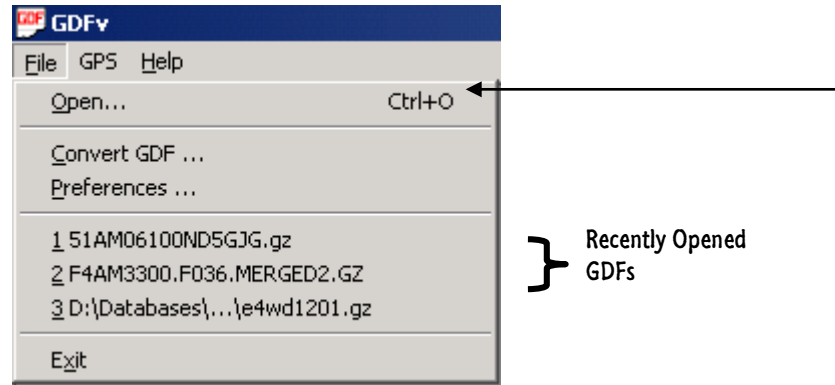 GDF GDFv
File GPS Help
Open... Ctrl+O
Convert GDF ...
Preferences ...
1 51AM06100ND5GJG.gz
2 F4AM3300.F036.MERGED2.GZ
3 D:\Databases\...\e4wd1201.gz
Exit
Recently Opened
GDFs